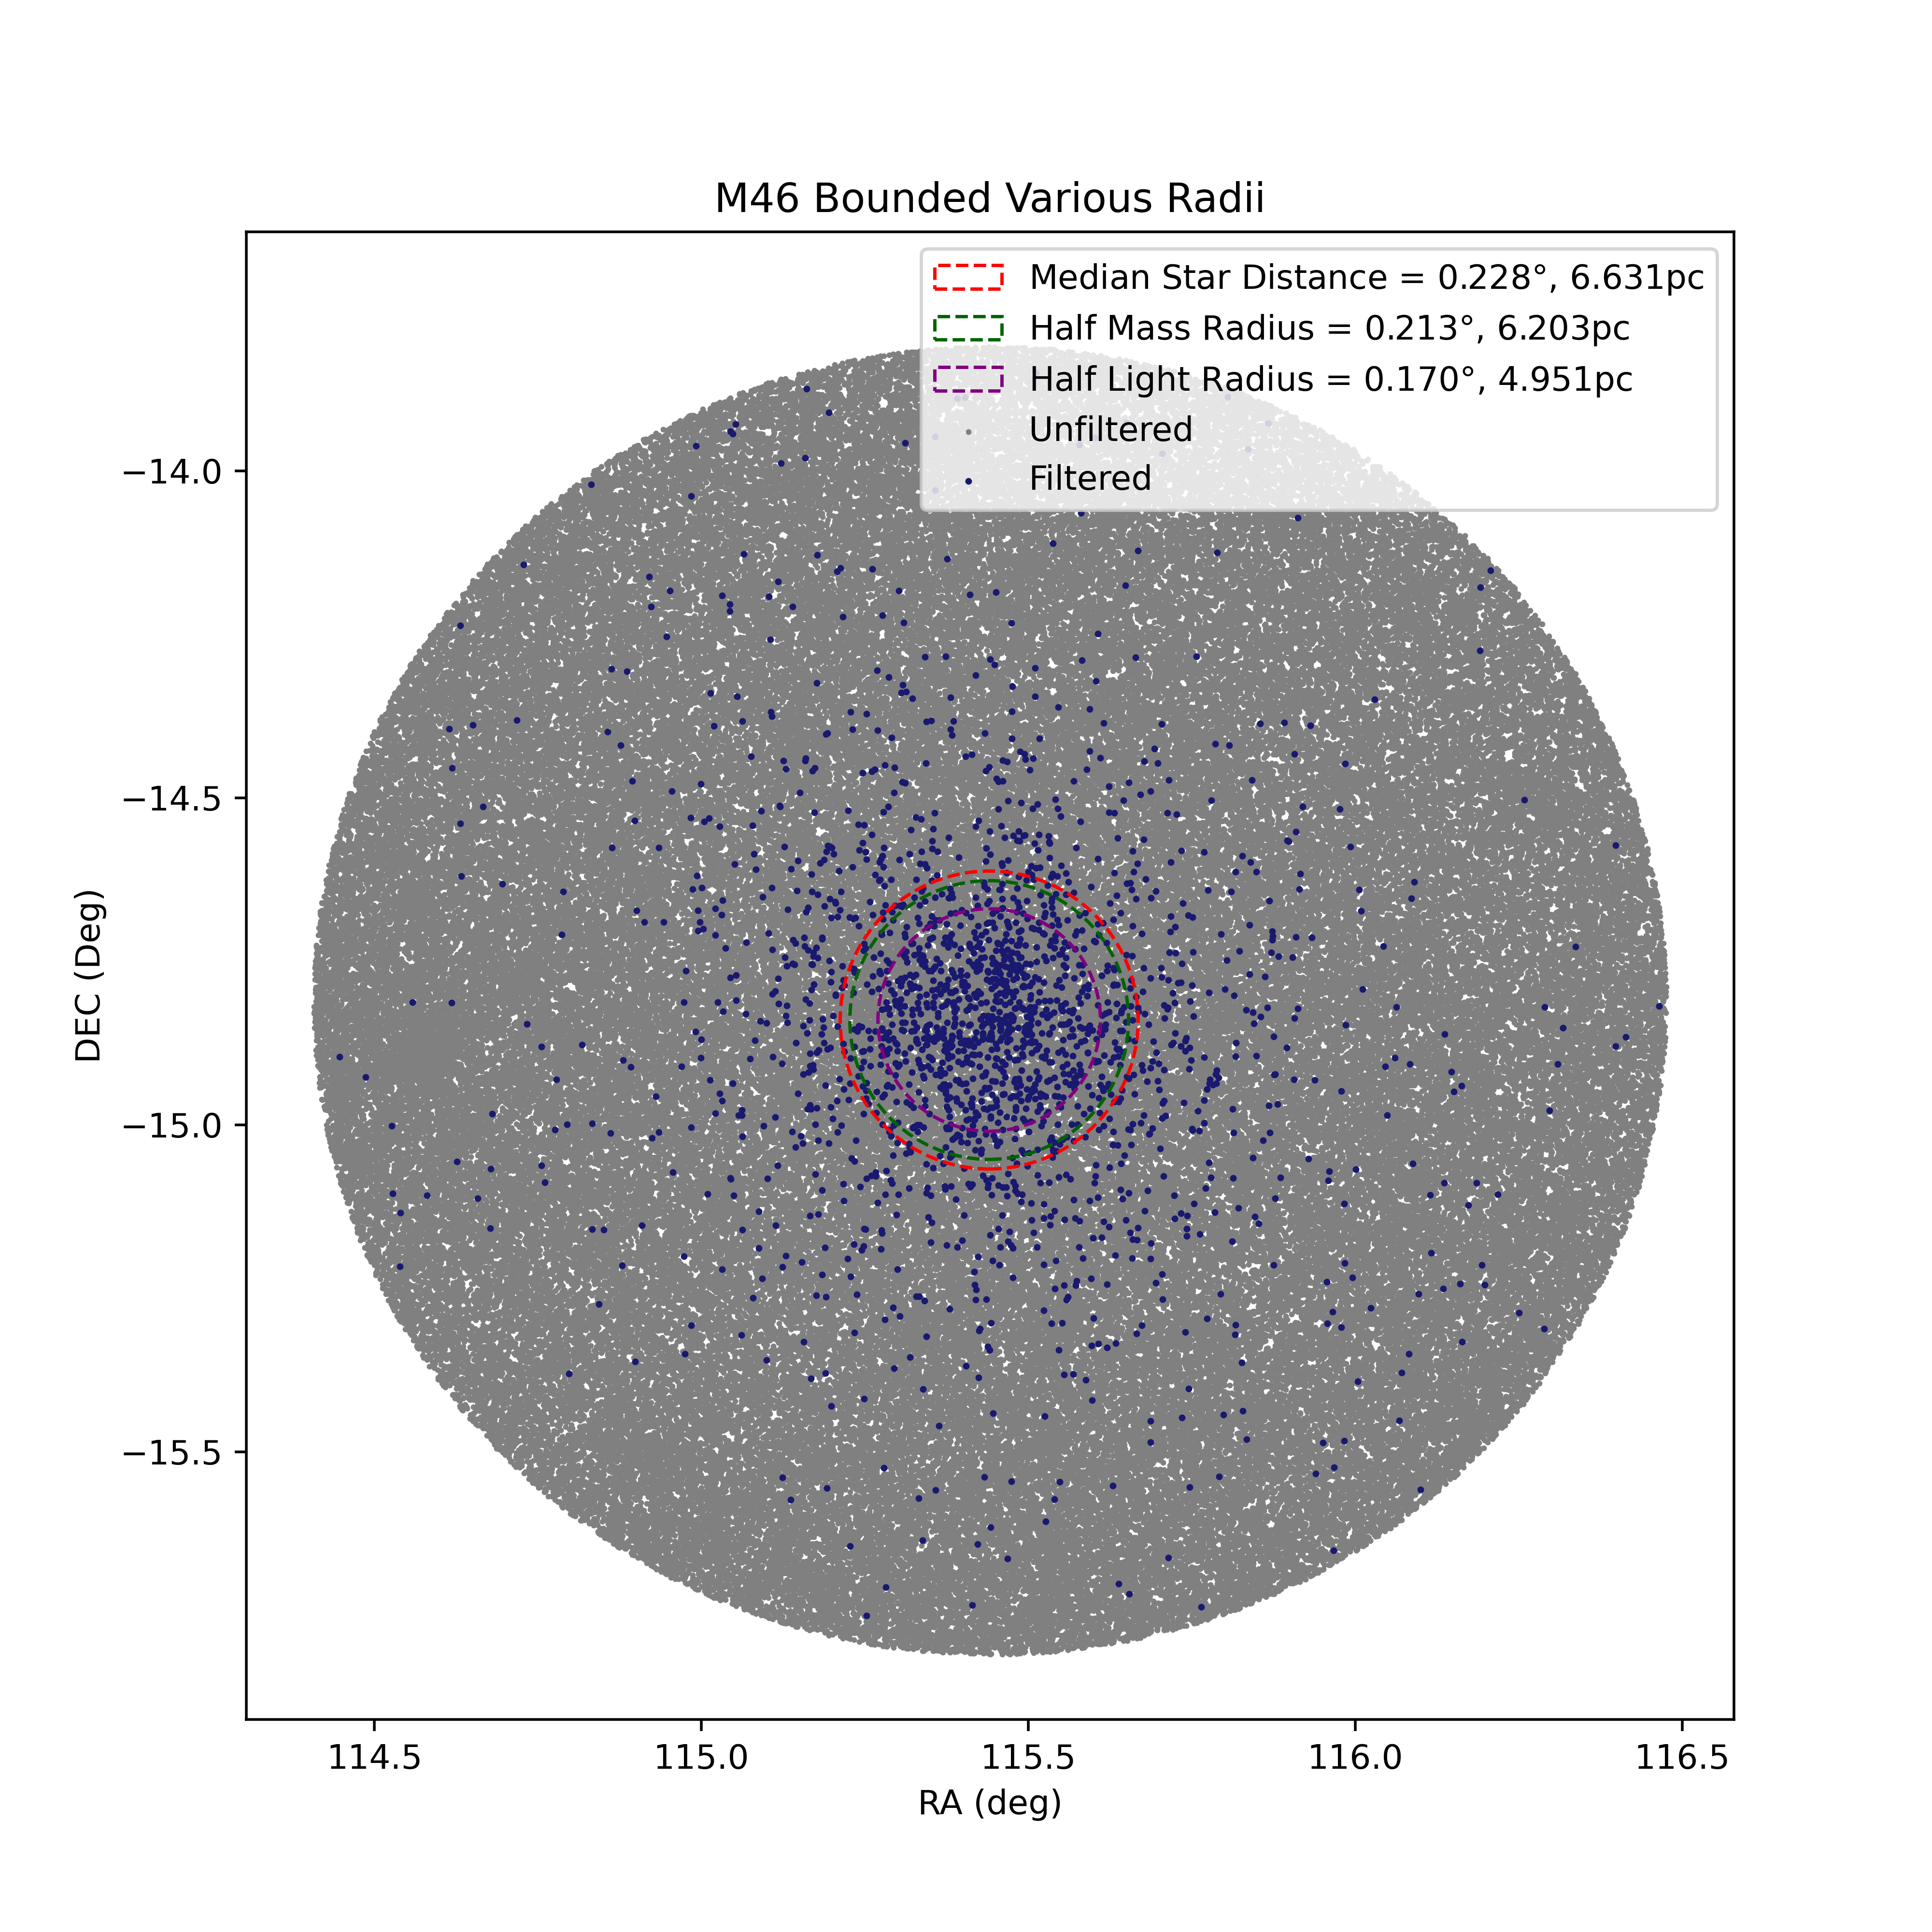 M46 Bounded Various Radii
Median Star Distance = 0.228°, 6.631pc
Half Mass Radius = 0.213°, 6.203pc
Half Light Radius = 0.170°, 4.951pc
Unfiltered
Filtered
−14.0
−14.5
−15.0
−15.5
DEC (Deg)
114.5 115.0 115.5 116.0 116.5
RA (deg)